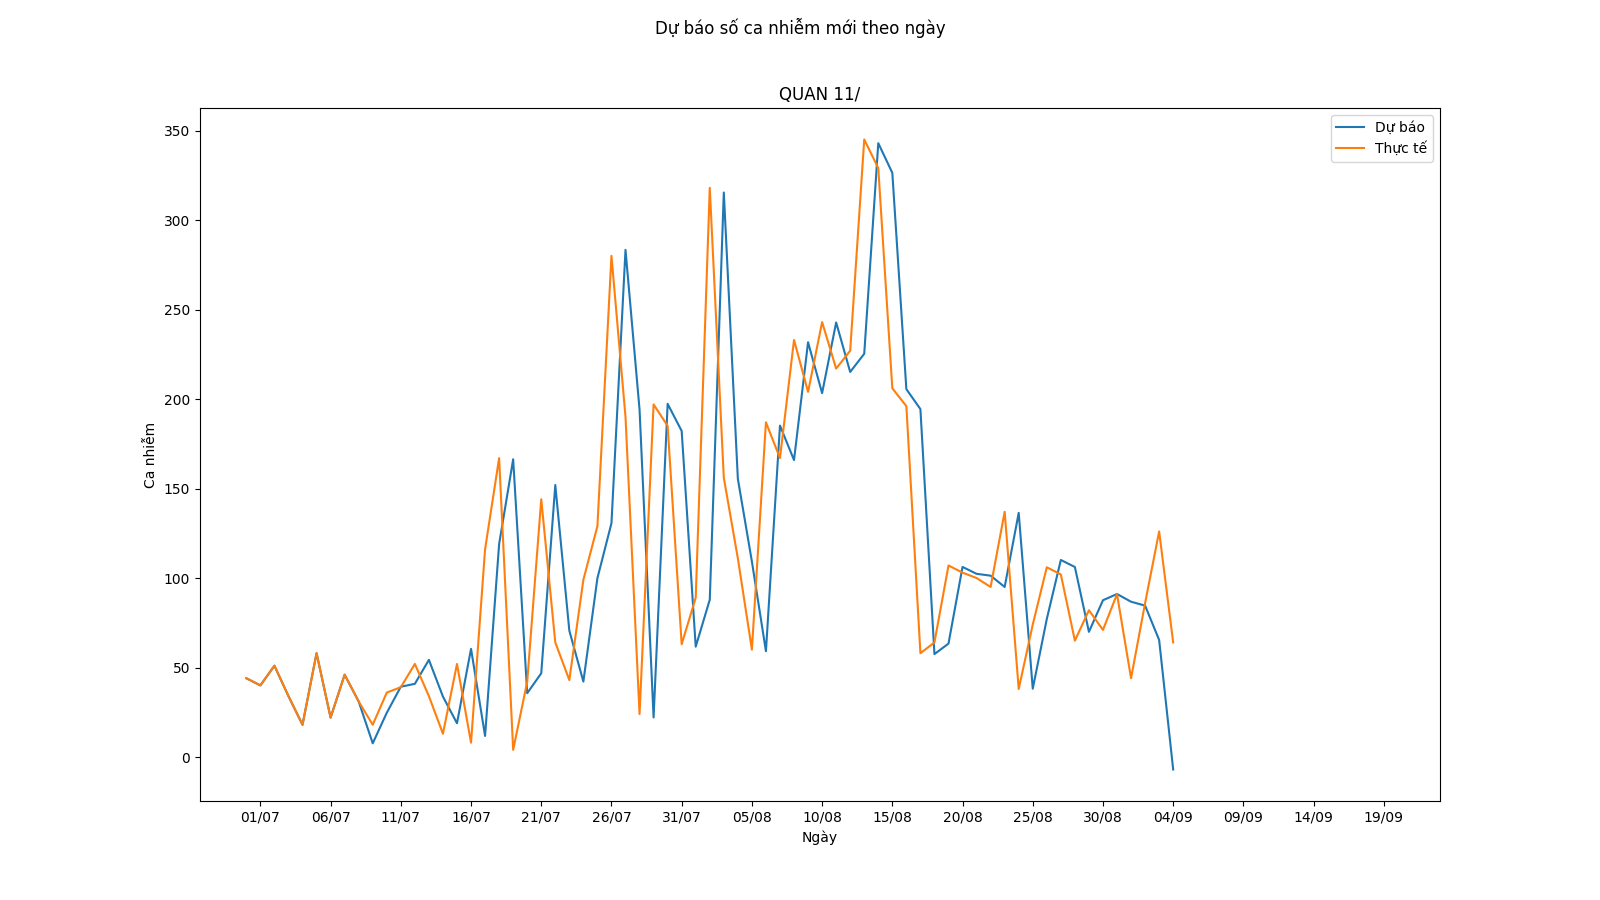 Dự báo số ca nhiễm mới theo ngày
QUAN 11/
Dự báo
Thực tế
350
300
250
200
150
100
50
0
Ca nhiễm
01/07 06/07 11/07 16/07 21/07 26/07 31/07 05/08 10/08 15/08 20/08 25/08 30/08 04/09 09/09 14/09 19/09
Ngày